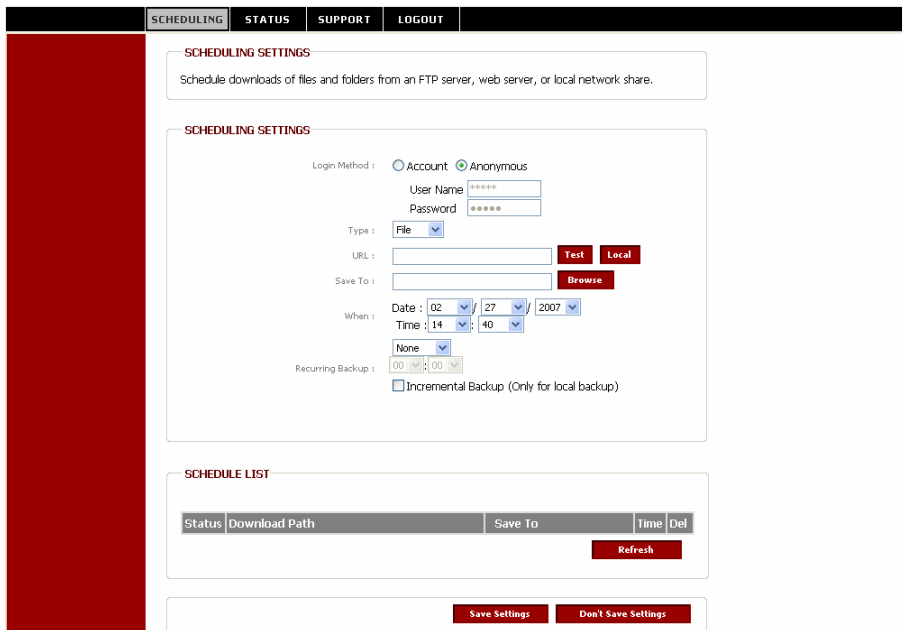 SCHEDULING STATUS SUPPORT LOGOUT
SCHEDULING SETTINGS
Schedule downloads of files and folders from an FTP server, web server, or local network share.
SCHEDULING SETTINGS
Login Method : Account Anonymous
User Name *****
Password ●●●●●
Type : File
URL : Test Local
Save To : Browse
When : Date : 02 / 27 / 2007
Time : 14 : 40
None
Recurring Backup : 00 : 00
Incremental Backup (Only for local backup)
SCHEDULE LIST
Status Download Path Save To Time Del
Refresh
Save Settings Don't Save Settings